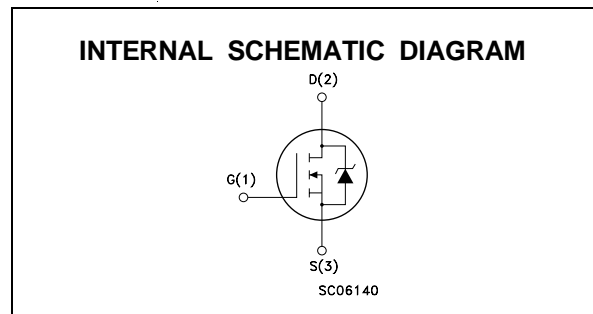 INTERNAL SCHEMATIC DIAGRAM
D(2)
G(1)
S(3)
SC06140